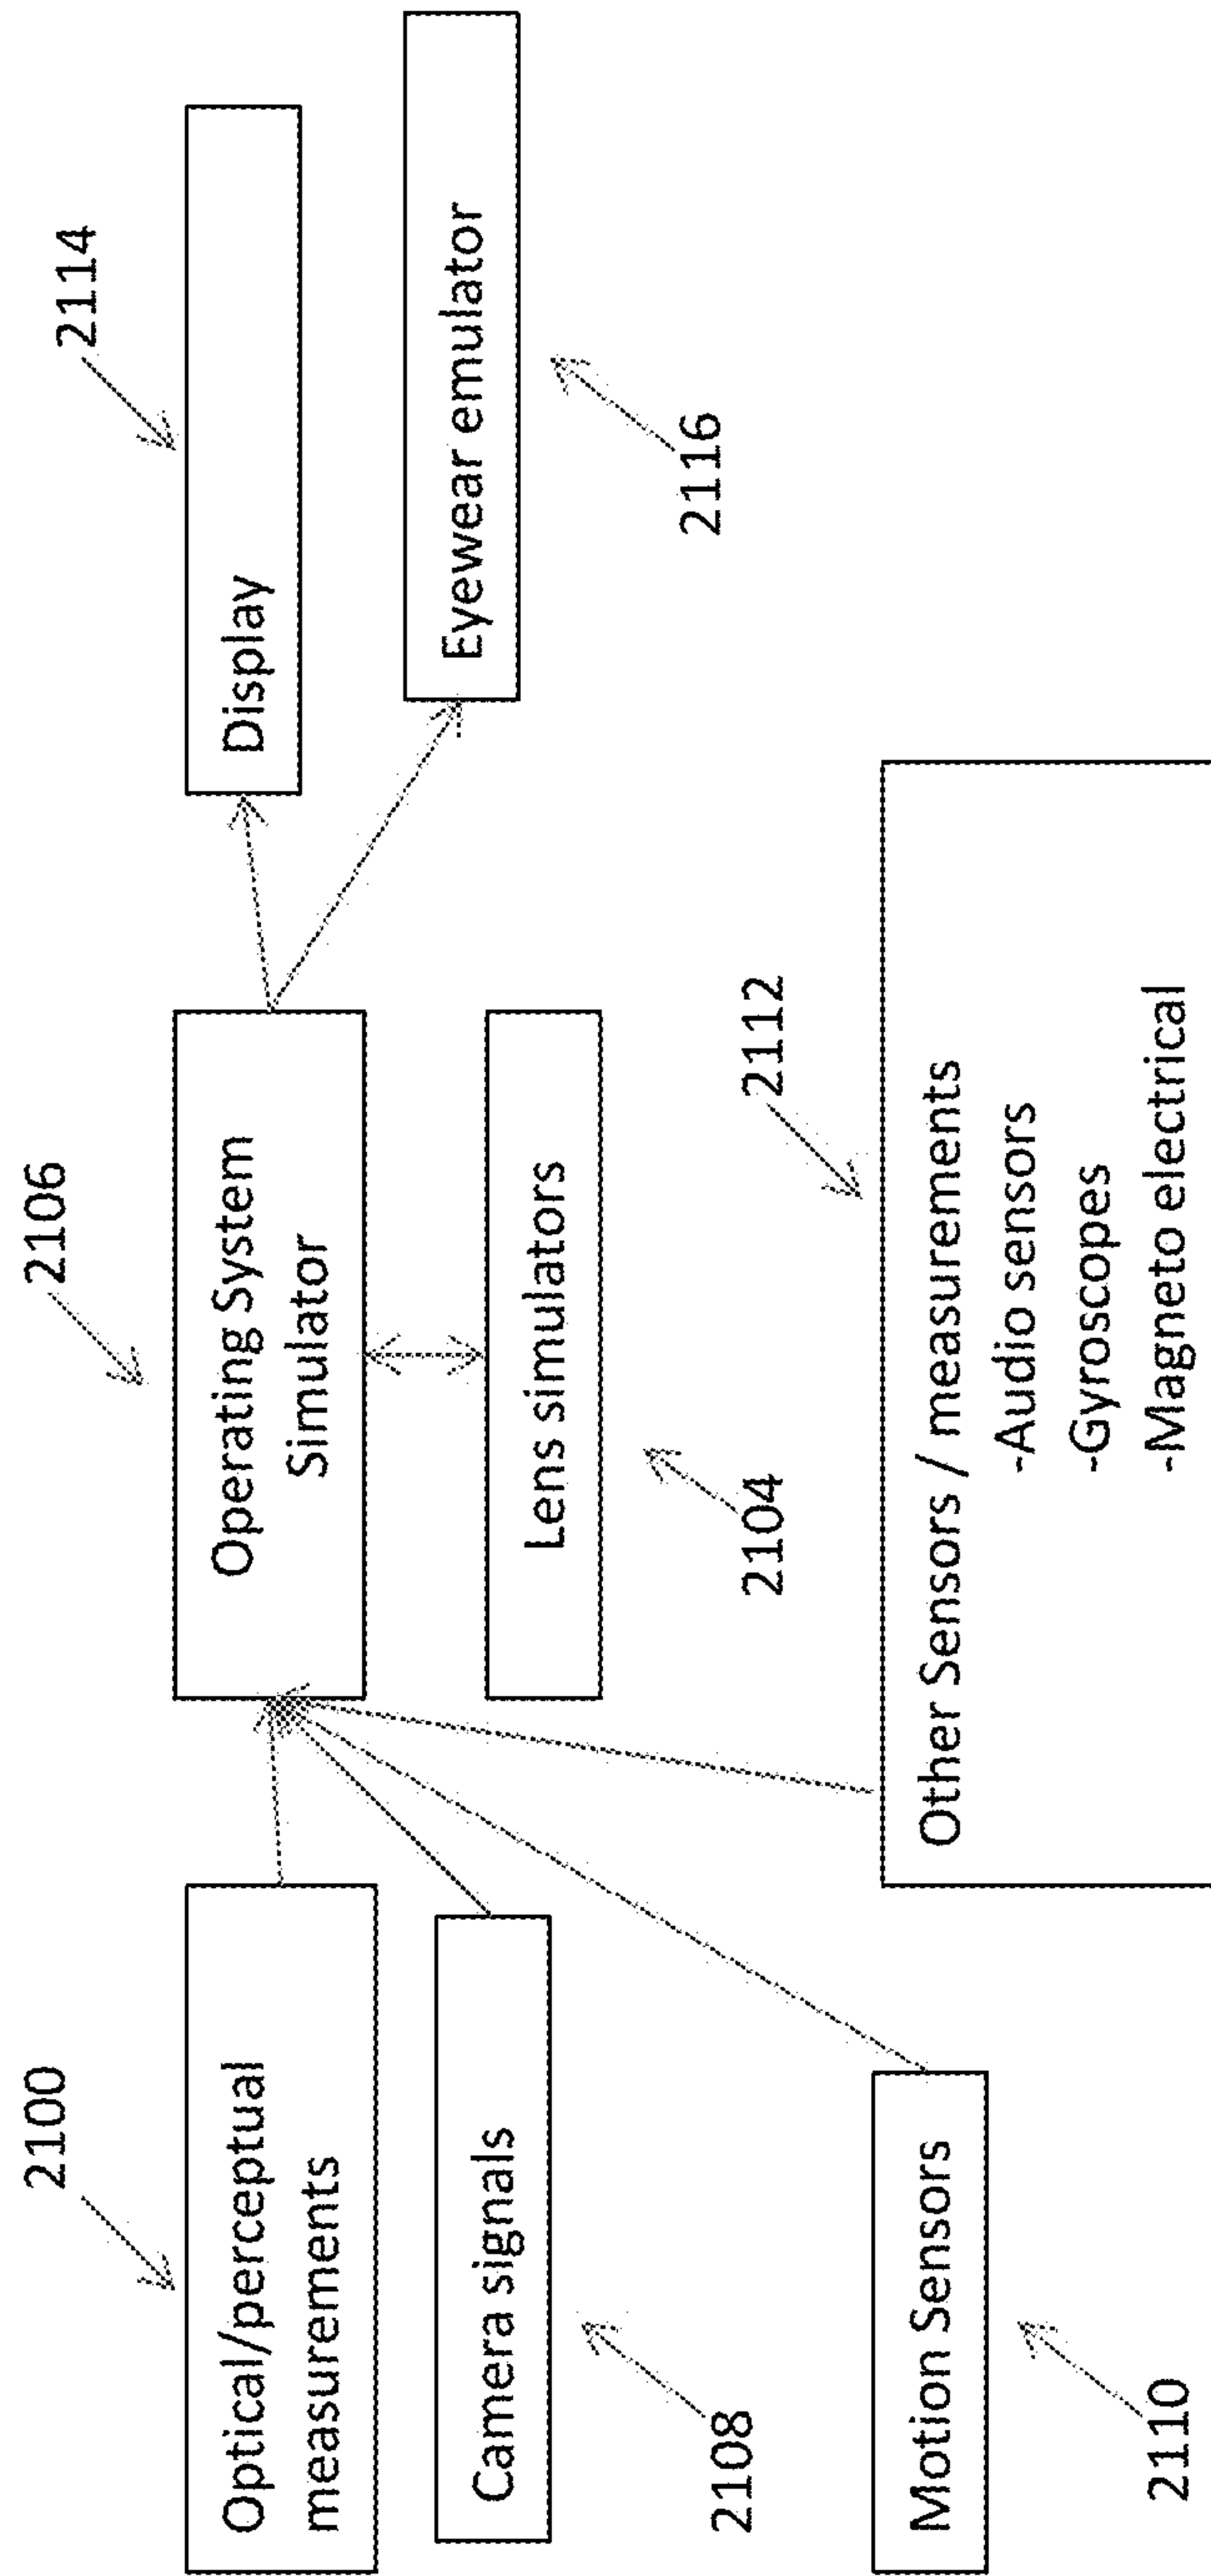 2100
Optical/perceptual
measurements
Camera signals
2108
Motion Sensors
2110
2106
Operating System
Simulator
Lens simulators
2104
2112
Other Sensors / measurements
-Audio sensors
-Gyroscopes
-Magneto electrical
2114
Display
Eyewear emulator
2116